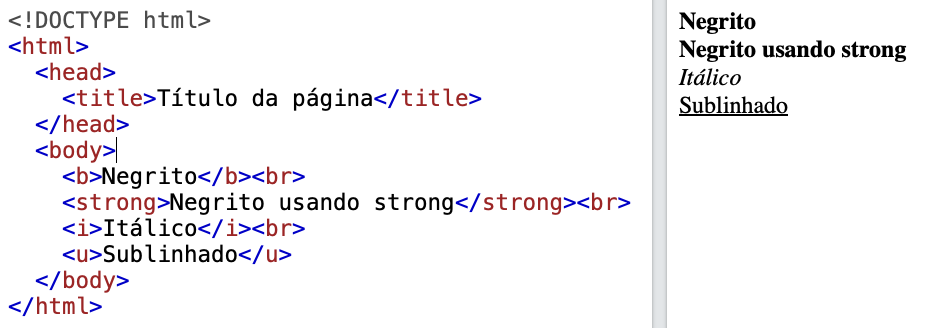 <!DOCTYPE html>
<html>
  <head>
    <title>Título da página</title>
  </head>
  <body>
    <b>Negrito</b><br>
    <strong>Negrito usando strong</strong><br>
    <i>Itálico</i><br>
    <u>Sublinhado</u>
  </body>
</html>
Negrito
Negrito usando strong
Itálico
Sublinhado